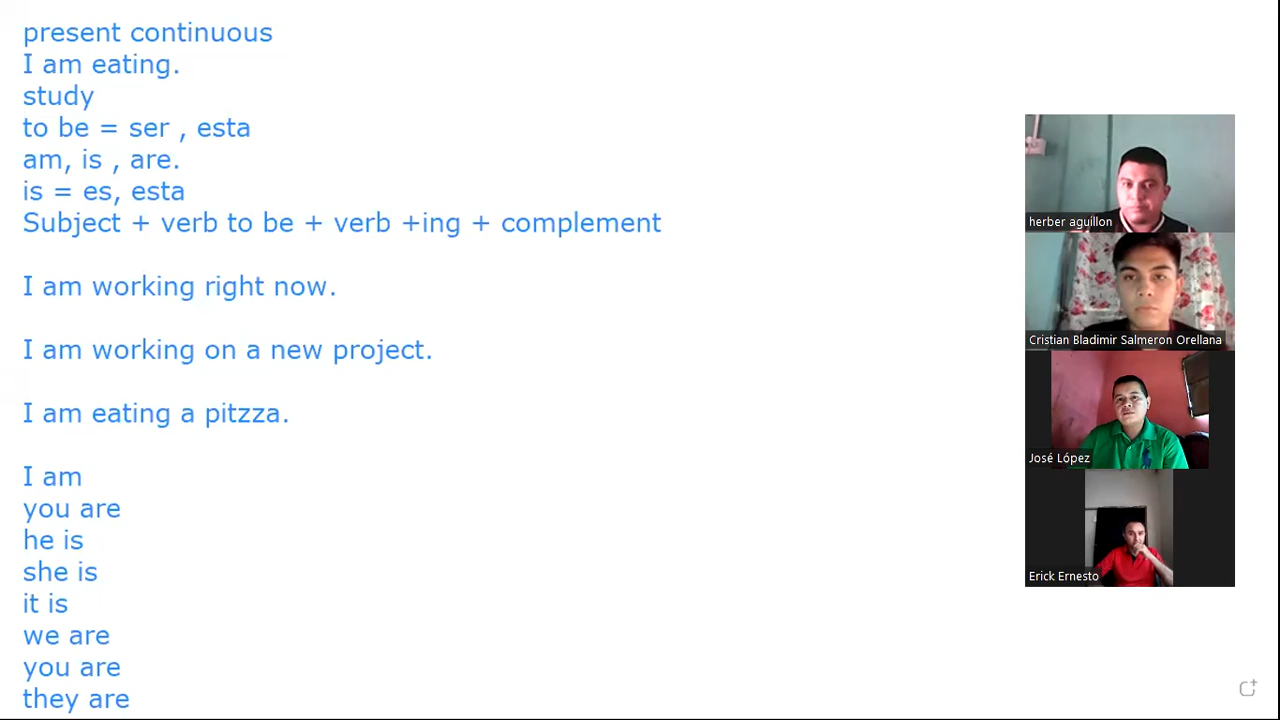 present continuous
I am eating.
study
to be = ser , esta
am, is , are.
is = es, esta
Subject + verb to be + verb +ing + complement
I am working right now.
I am working on a new project.
I am eating a pitzza.
I am
you are
he is
she is
it is
we are
you are
they are
herber aguillon
Cristian Bladimir Salmeron Orellana
José López
Erick Ernesto